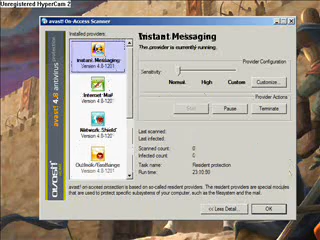 Unregistered HyperCam 2
avast! On-Access Scanner
Installed providers:
Instant Messaging
Version 4.8-1201
Internet Mail
Version 4.8-1201
Network Shield
Version 4.8-1201
Outlook/Exchange
Version 4.8-1201
avast! 4.8 antivirus protection
Instant Messaging
The provider is currently running.
Provider Configuration
Sensitivity:
Normal
High
Custom
Customize...
Provider Actions
Start
Pause
Terminate
Last scanned:
Last infected:
Scanned count: 0
Infected count: 0
Task name Resident protection
Run time: 23:10:00
avast! on-access protection is based on so-called resident providers. The resident providers are special modules
that are used to protect specific subsystems of your computer, such as the filesystem and the mail.
<< Less Detail
OK